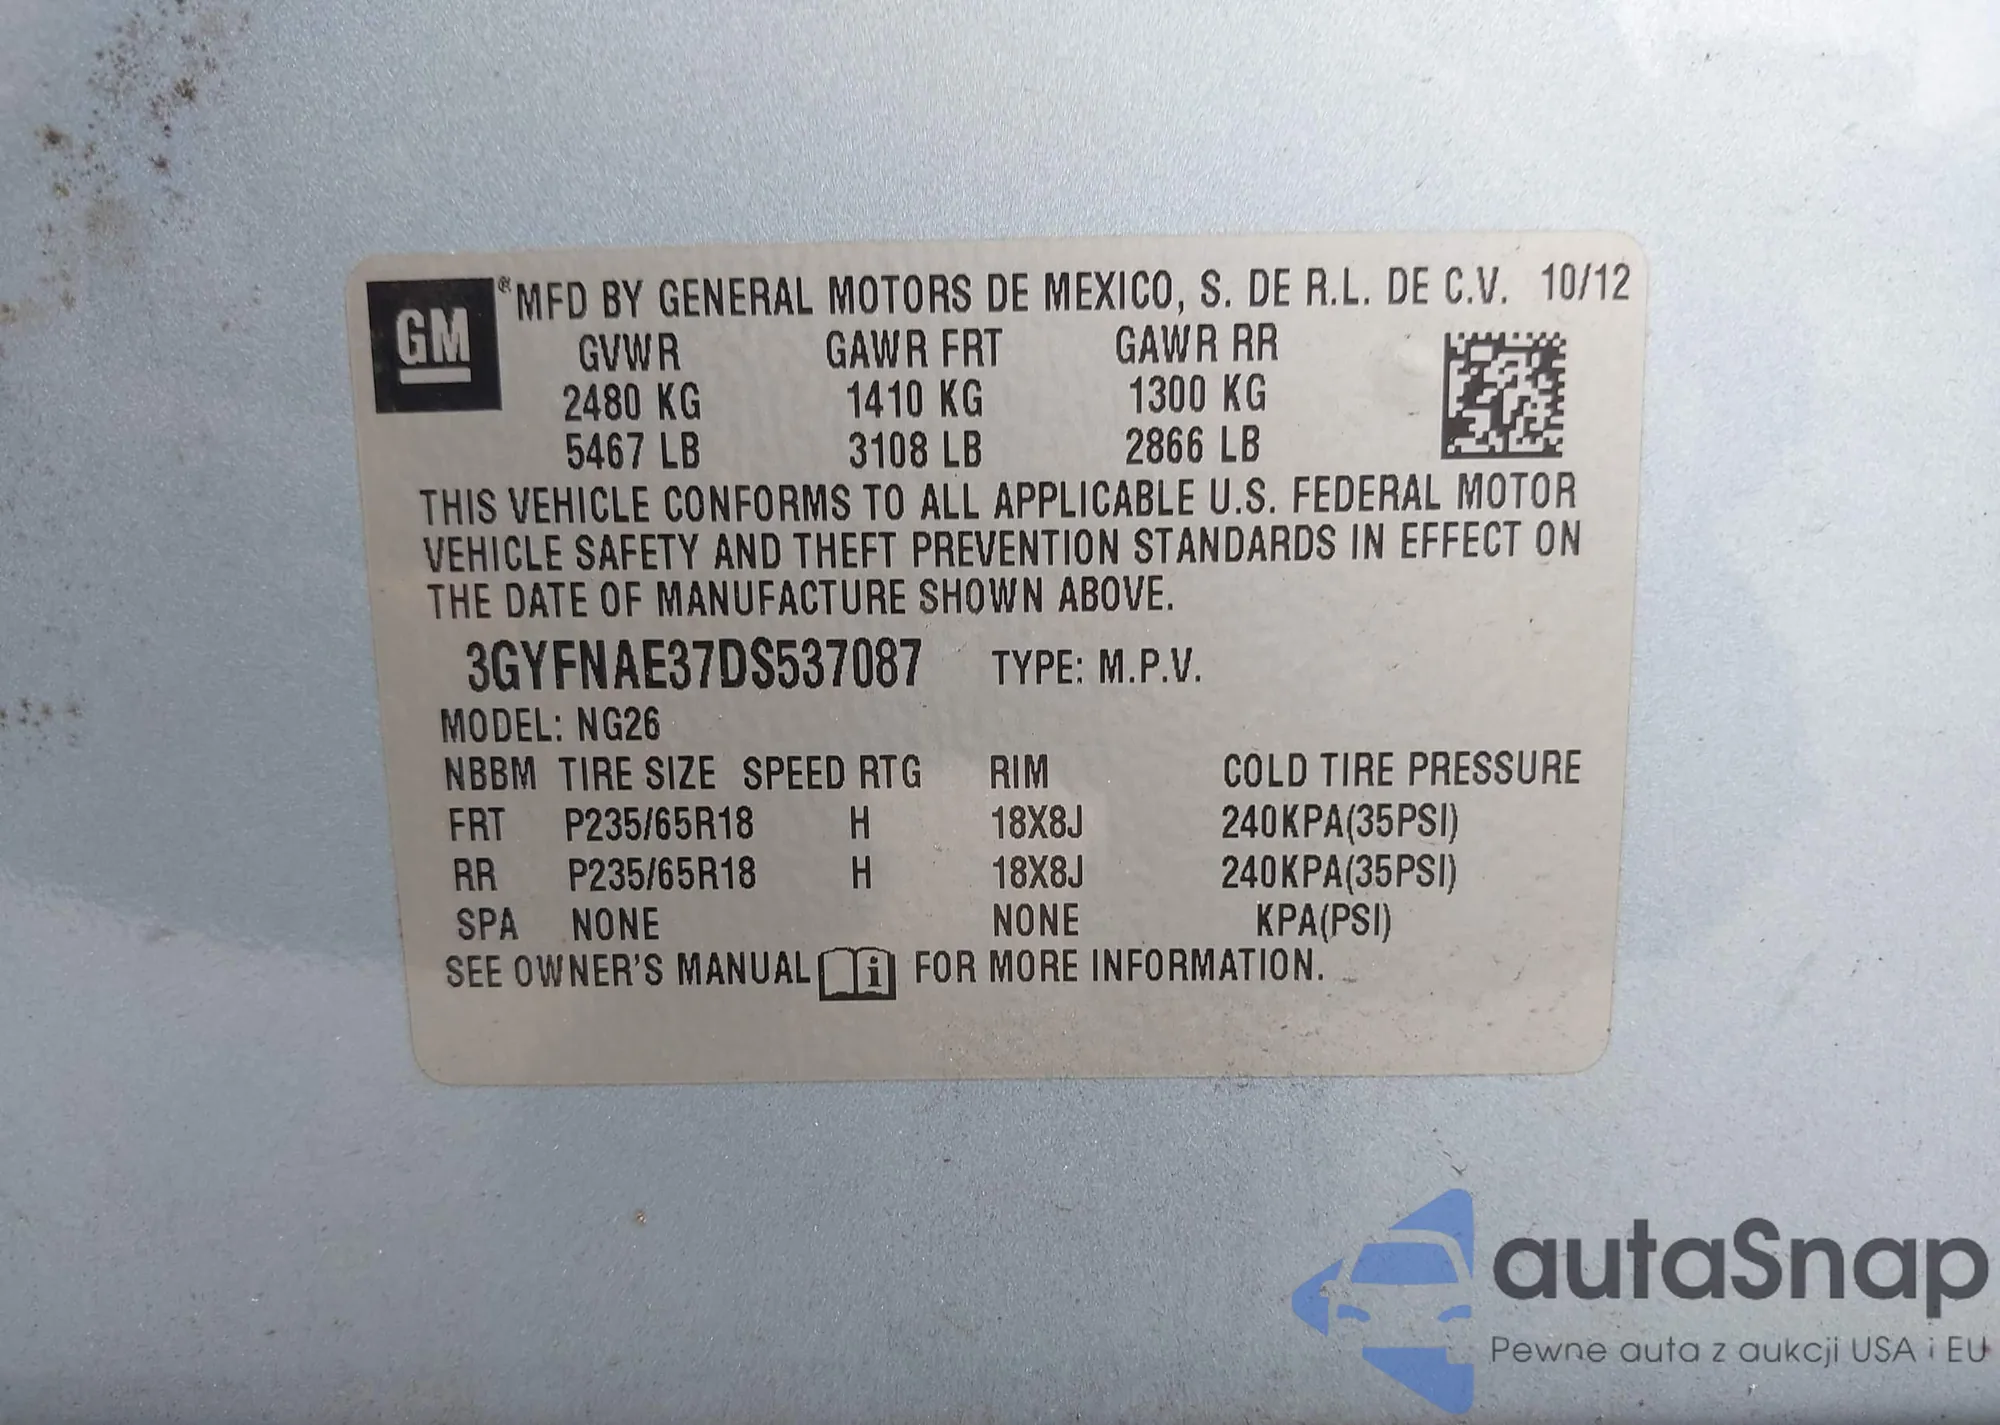 GM ® MFD BY GENERAL MOTORS DE MEXICO, S. DE R.L. DE C.V. 10/12
GVWR GAWR FRT GAWR RR
2480 KG 1410 KG 1300 KG
5467 LB 3108 LB 2866 LB
THIS VEHICLE CONFORMS TO ALL APPLICABLE U.S. FEDERAL MOTOR
VEHICLE SAFETY AND THEFT PREVENTION STANDARDS IN EFFECT ON
THE DATE OF MANUFACTURE SHOWN ABOVE.
3GYFNAE37DS537087 TYPE: M.P.V.
MODEL: NG26
NBBM TIRE SIZE SPEED RTG RIM COLD TIRE PRESSURE
FRT P235/65R18 H 18X8J 240KPA(35PSI)
RR P235/65R18 H 18X8J 240KPA(35PSI)
SPA NONE NONE KPA(PSI)
SEE OWNER'S MANUAL i FOR MORE INFORMATION.
autaSnap
Pewne auta z aukcji USA i EU